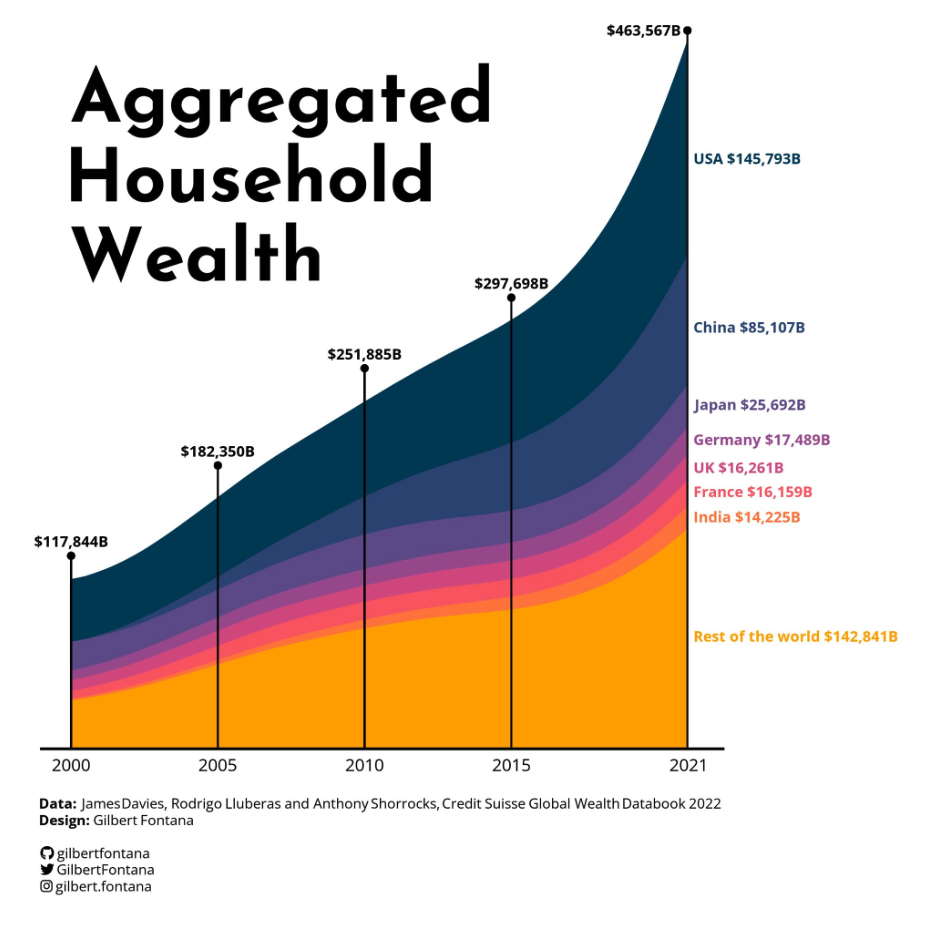 $463,567B
Aggregated
Household
Wealth
USA $145,793B
$297,698B
China $85,107B
$251,885B
Japan $25,692B
Germany $17,489B
$182,350B
UK $16,261B
France $16,159B
India $14,225B
$117,844B
Rest of the world $142,841B
2000 2005 2010 2015 2021
Data: James Davies, Rodrigo Lluberas and Anthony Shorrocks, Credit Suisse Global Wealth Databook 2022
Design: Gilbert Fontana
gilbertfontana
GilbertFontana
gilbert.fontana